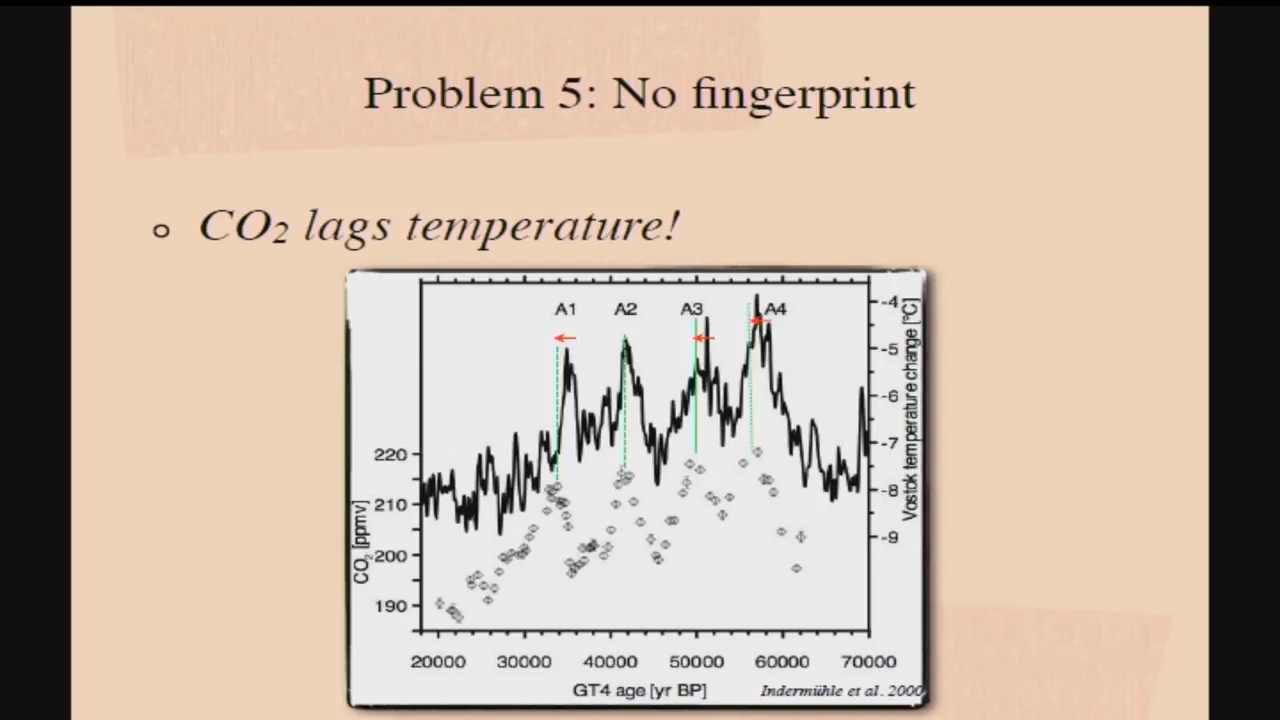 Problem 5: No fingerprint
○ CO₂ lags temperature!
A1 A2 A3 A4
-4
-5
-6
-7
-8
-9
Vostok temperature change [°C]
220
210
200
190
CO₂ [ppmv]
20000 30000 40000 50000 60000 70000
GT4 age [yr BP]
Indermühle et al. 2000